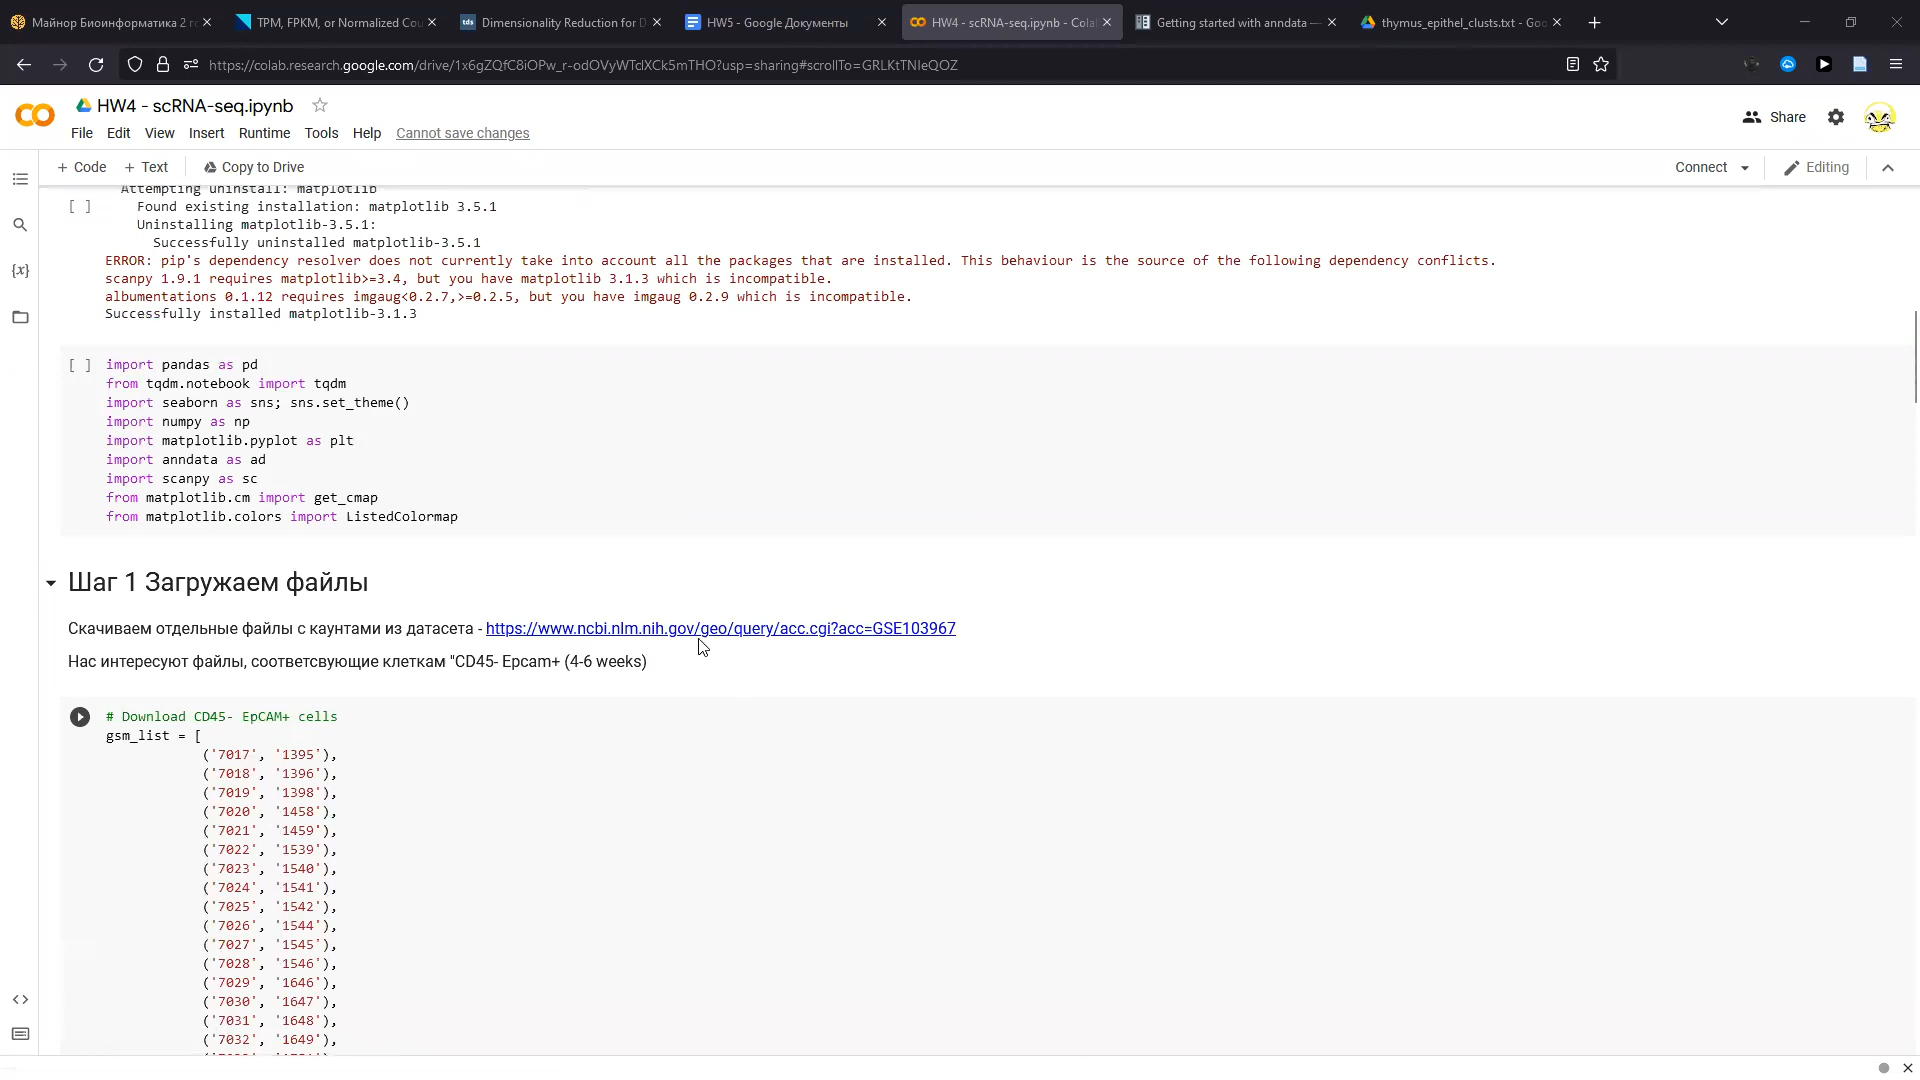 Майнор Биоинформатика 2 го
TPM, FPKM, or Normalized Cou
Dimensionality Reduction for D
HW5 - Google Документы
HW4 - scRNA-seq.ipynb - Cola
Getting started with anndata —
thymus_epithel_clusts.txt - Goo
https://colab.research.google.com/drive/1x6gZQfC8iOPw_r-odOVyWTclXCk5mTHO?usp=sharing#scrollTo=GRLKtTNIeQOZ
HW4 - scRNA-seq.ipynb
Share
File Edit View Insert Runtime Tools Help Cannot save changes
+ Code + Text Copy to Drive
Connect
Editing
Attempting uninstall: matplotlib
[ ] Found existing installation: matplotlib 3.5.1
Uninstalling matplotlib-3.5.1:
Successfully uninstalled matplotlib-3.5.1
ERROR: pip's dependency resolver does not currently take into account all the packages that are installed. This behaviour is the source of the following dependency conflicts.
scanpy 1.9.1 requires matplotlib>=3.4, but you have matplotlib 3.1.3 which is incompatible.
albumentations 0.1.12 requires imgaug<0.2.7,>=0.2.5, but you have imgaug 0.2.9 which is incompatible.
Successfully installed matplotlib-3.1.3
[ ] import pandas as pd
from tqdm.notebook import tqdm
import seaborn as sns; sns.set_theme()
import numpy as np
import matplotlib.pyplot as plt
import anndata as ad
import scanpy as sc
from matplotlib.cm import get_cmap
from matplotlib.colors import ListedColormap
Шаг 1 Загружаем файлы
Скачиваем отдельные файлы с каунтами из датасета - https://www.ncbi.nlm.nih.gov/geo/query/acc.cgi?acc=GSE103967
Нас интересуют файлы, соответсвующие клеткам "CD45- Epcam+ (4-6 weeks)
# Download CD45- EpCAM+ cells
gsm_list = [
('7017', '1395'),
('7018', '1396'),
('7019', '1398'),
('7020', '1458'),
('7021', '1459'),
('7022', '1539'),
('7023', '1540'),
('7024', '1541'),
('7025', '1542'),
('7026', '1544'),
('7027', '1545'),
('7028', '1546'),
('7029', '1646'),
('7030', '1647'),
('7031', '1648'),
('7032', '1649'),